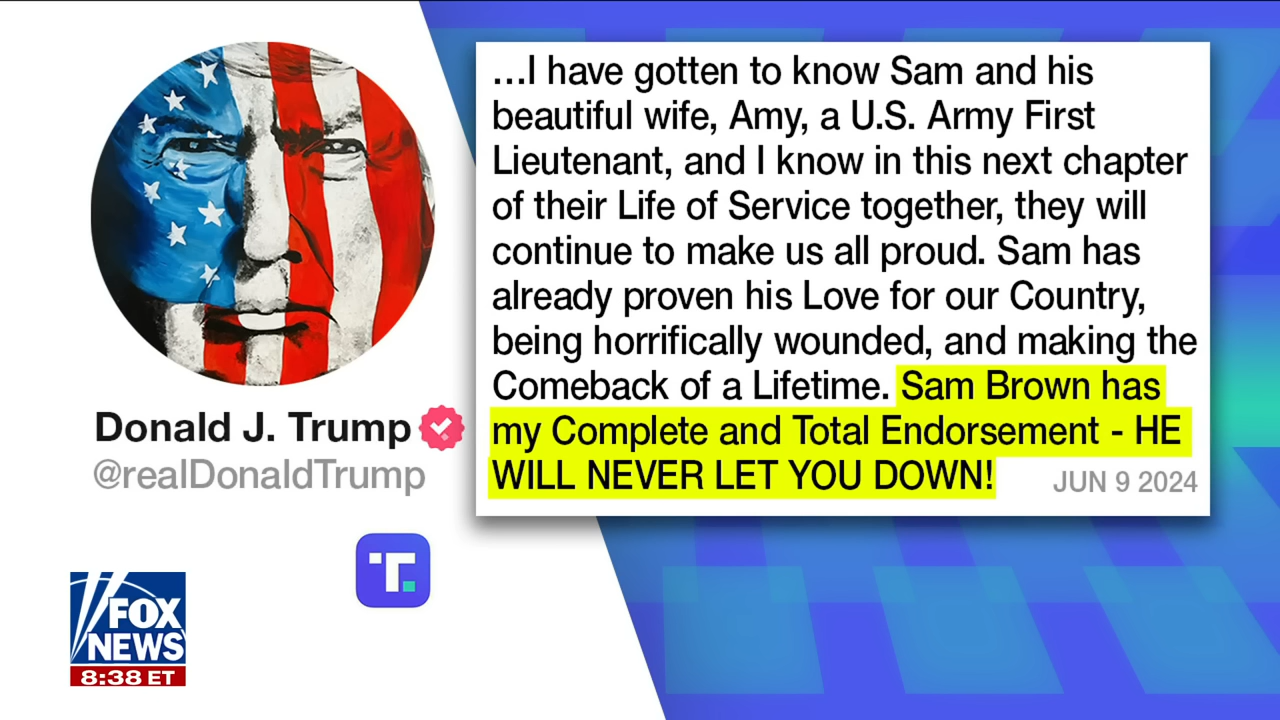 ...I have gotten to know Sam and his
beautiful wife, Amy, a U.S. Army First
Lieutenant, and I know in this next chapter
of their Life of Service together, they will
continue to make us all proud. Sam has
already proven his Love for our Country,
being horrifically wounded, and making the
Comeback of a Lifetime. Sam Brown has
my Complete and Total Endorsement - HE
WILL NEVER LET YOU DOWN!
JUN 9 2024
Donald J. Trump
@realDonaldTrump
T.
FOX
NEWS
8:38 ET